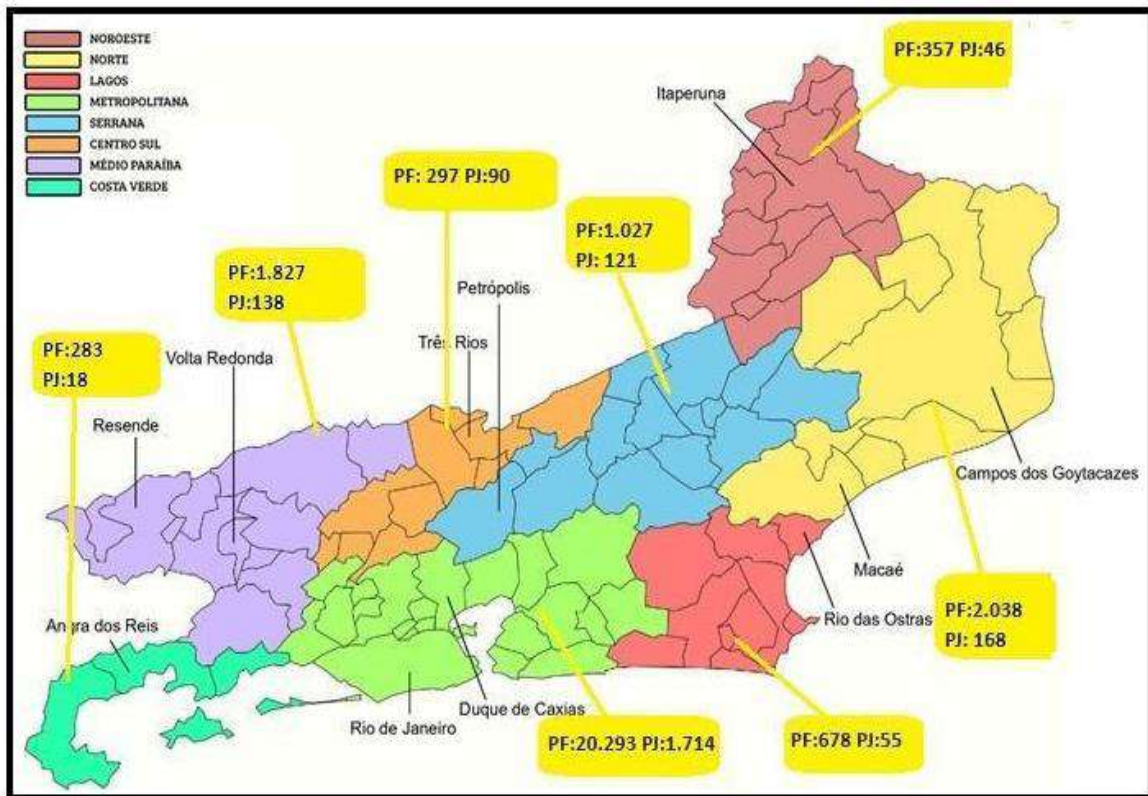 NOROESTE
NORTE
LAGOS
METROPOLITANA
SERRANA
CENTRO SUL
MÉDIO PARAÍBA
COSTA VERDE
PF:357 PJ:46
Itaperuna
PF: 297 PJ:90
PF:1.027
PJ: 121
PF:1.827
PJ:138
Petrópolis
PF:283
PJ:18
Volta Redonda
Três Rios
Resende
Campos dos Goytacazes
Macaé
Angra dos Reis
Rio das Ostras
PF:2.038
PJ: 168
Duque de Caxias
Rio de Janeiro
PF:20.293 PJ:1.714
PF:678 PJ:55